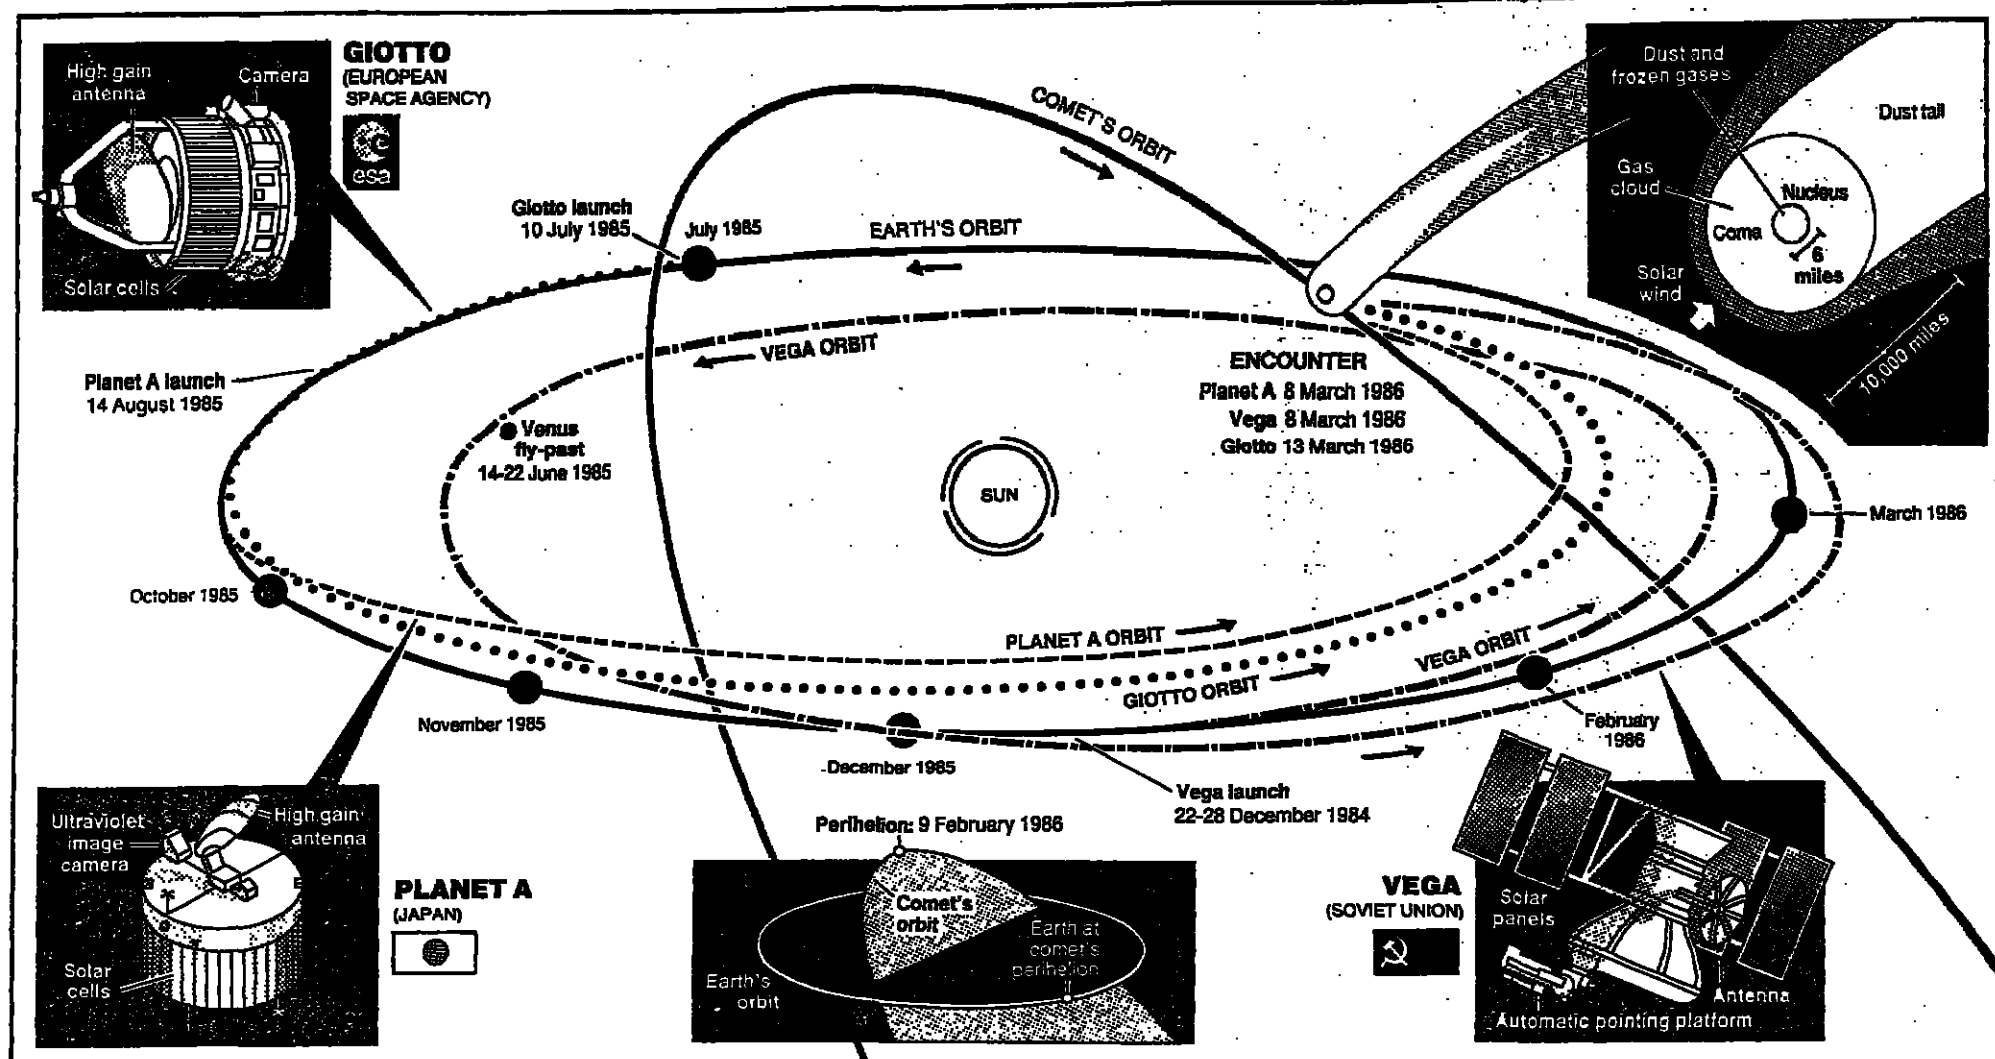 GIOTTO
(EUROPEAN
SPACE AGENCY)
esa
High gain
antenna
Camera
Solar cells
Giotto launch
10 July 1985
July 1985
EARTH'S ORBIT
COMET'S ORBIT
Dust and
frozen gases
Dust tail
Gas
cloud
Nucleus
Coma
6
miles
Solar
wind
10,000 miles
VEGA ORBIT
Planet A launch
14 August 1985
Venus
fly-past
14-22 June 1985
SUN
ENCOUNTER
Planet A 8 March 1986
Vega 8 March 1986
Giotto 13 March 1986
March 1986
October 1985
PLANET A ORBIT
GIOTTO ORBIT
VEGA ORBIT
November 1985
December 1985
February
1986
Vega launch
22-28 December 1984
Ultraviolet
image
camera
High gain
antenna
Solar
cells
PLANET A
(JAPAN)
Perihelion: 9 February 1986
Comet's
orbit
Earth at
comet's
perihelion
Earth's
orbit
VEGA
(SOVIET UNION)
Solar
panels
Antenna
Automatic pointing platform